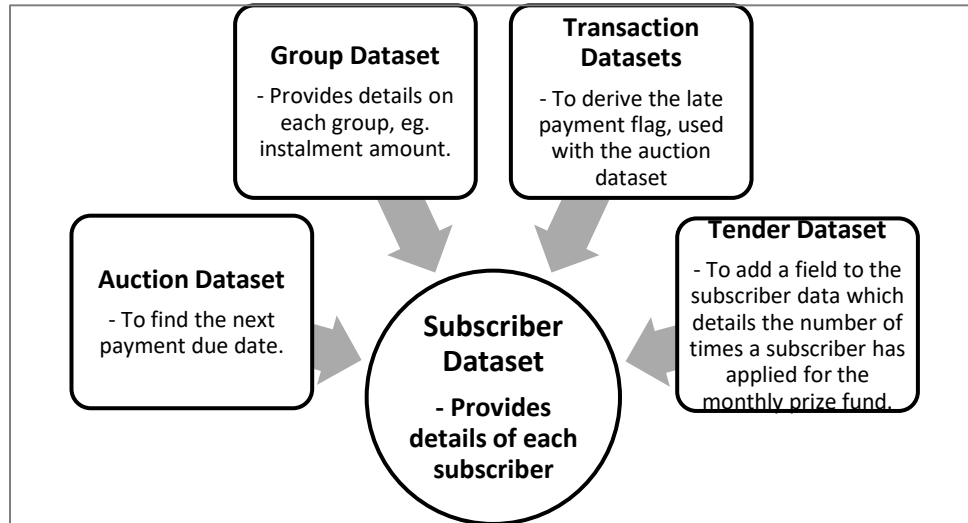 Group Dataset
- Provides details on
each group, eg.
instalment amount.
Transaction
Datasets
- To derive the late
payment flag, used
with the auction
dataset
Auction Dataset
- To find the next
payment due date.
Tender Dataset
- To add a field to the
subscriber data which
details the number of
times a subscriber has
applied for the
monthly prize fund.
Subscriber
Dataset
- Provides
details of each
subscriber